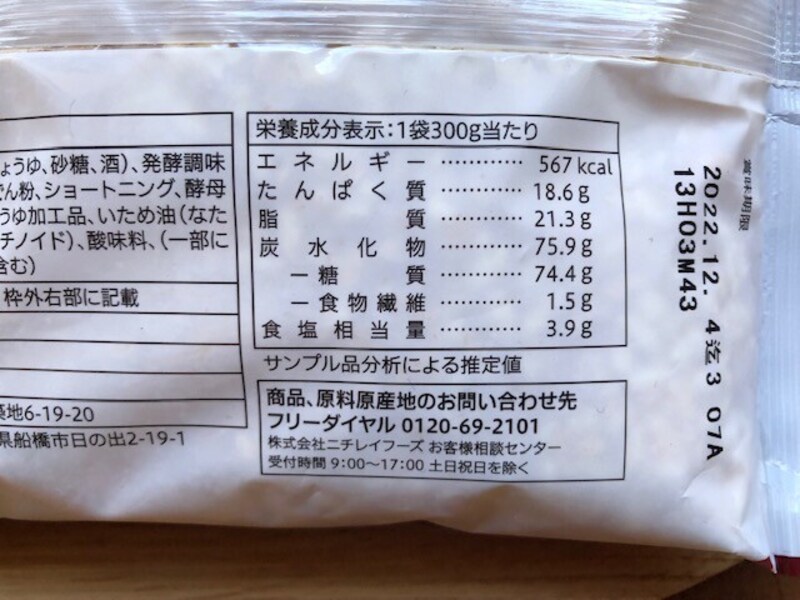 ょうゆ、砂糖、酒)、発酵調味
ん粉、ショートニング、酵母
うゆ加工品、いため油(なた
チノイド)、酸味料、(一部に
含む)
枠外右部に記載
地6-19-20
県船橋市日の出2-19-1
栄養成分表示:1袋300g当たり
エネルギー ………… 567 kcal
たんぱく質 ………… 18.6g
脂質 ………… 21.3g
炭水化物 ………… 75.9g
―糖質 ………… 74.4g
―食物繊維 ………… 1.5g
食塩相当量 ………… 3.9g
サンプル品分析による推定値
商品、原料原産地のお問い合わせ先
フリーダイヤル 0120-69-2101
株式会社ニチレイフーズ お客様相談センター
受付時間 9:00~17:00 土日祝日を除く
賞味期限
2022.12. 4迄3 07A
13H03M43